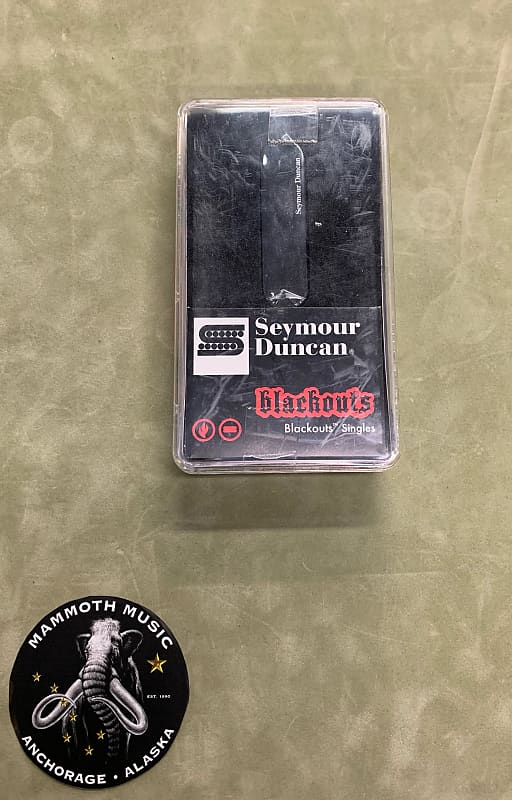 Seymour Duncan
Seymour
Duncan
blackouts
Blackouts™ Singles
MAMMOTH MUSIC
EST. 1990
ANCHORAGE • ALASKA